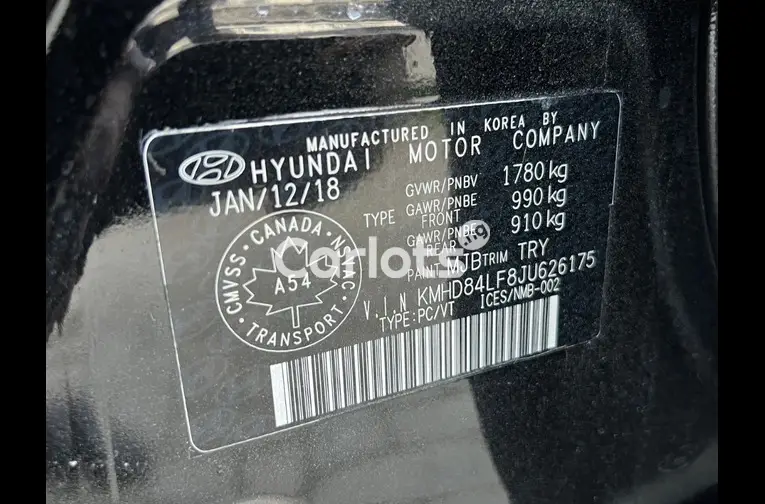 MANUFACTURED IN KOREA BY
HYUNDAI MOTOR COMPANY
JAN/12/18
GVWR/PNBV 1780 kg
TYPE GAWR/PNBE FRONT 990 kg
GAWR/PNBE REAR 910 kg
PAINT MJB TRIM TRY
V.I.N KMHD84LF8JU626175
TYPE:PC/VT ICES/NMB-002
CMVSS · CANADA · NSVAC
A54
TRANSPORT
Carlots.ng